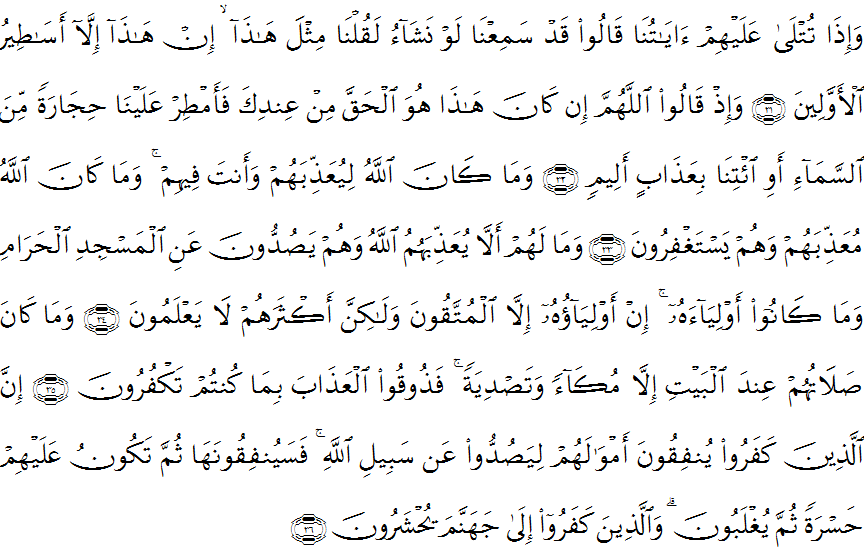 وَإِذَا تُتْلَىٰ عَلَيْهِمْ ءَايَـٰتُنَا قَالُوا۟ قَدْ سَمِعْنَا لَوْ نَشَآءُ لَقُلْنَا مِثْلَ هَـٰذَآ ۙ إِنْ هَـٰذَآ إِلَّآ أَسَـٰطِيرُ
ٱلْأَوَّلِينَ ٣١ وَإِذْ قَالُوا۟ ٱللَّهُمَّ إِن كَانَ هَـٰذَا هُوَ ٱلْحَقَّ مِنْ عِندِكَ فَأَمْطِرْ عَلَيْنَا حِجَارَةً مِّنَ
ٱلسَّمَآءِ أَوِ ٱئْتِنَا بِعَذَابٍ أَلِيمٍ ٣٢ وَمَا كَانَ ٱللَّهُ لِيُعَذِّبَهُمْ وَأَنتَ فِيهِمْ ۚ وَمَا كَانَ ٱللَّهُ
مُعَذِّبَهُمْ وَهُمْ يَسْتَغْفِرُونَ ٣٣ وَمَا لَهُمْ أَلَّا يُعَذِّبَهُمُ ٱللَّهُ وَهُمْ يَصُدُّونَ عَنِ ٱلْمَسْجِدِ ٱلْحَرَامِ
وَمَا كَانُوٓا۟ أَوْلِيَآءَهُۥٓ ۚ إِنْ أَوْلِيَآؤُهُۥٓ إِلَّا ٱلْمُتَّقُونَ وَلَـٰكِنَّ أَكْثَرَهُمْ لَا يَعْلَمُونَ ٣٤ وَمَا كَانَ
صَلَاتُهُمْ عِندَ ٱلْبَيْتِ إِلَّا مُكَآءً وَتَصْدِيَةً ۚ فَذُوقُوا۟ ٱلْعَذَابَ بِمَا كُنتُمْ تَكْفُرُونَ ٣٥ إِنَّ
ٱلَّذِينَ كَفَرُوا۟ يُنفِقُونَ أَمْوَٰلَهُمْ لِيَصُدُّوا۟ عَن سَبِيلِ ٱللَّهِ ۚ فَسَيُنفِقُونَهَا ثُمَّ تَكُونُ عَلَيْهِمْ
حَسْرَةً ثُمَّ يُغْلَبُونَ ۗ وَٱلَّذِينَ كَفَرُوٓا۟ إِلَىٰ جَهَنَّمَ يُحْشَرُونَ ٣٦